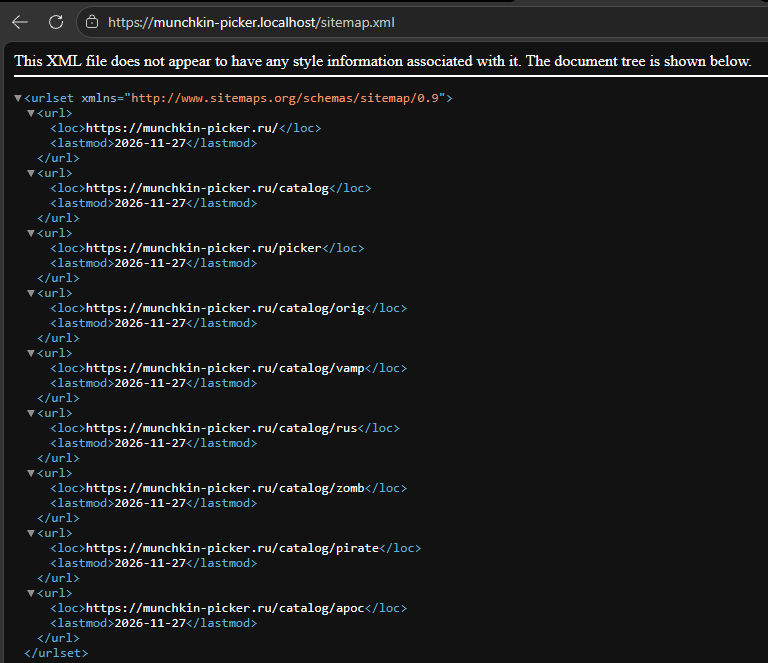 https://munchkin-picker.localhost/sitemap.xml
This XML file does not appear to have any style information associated with it. The document tree is shown below.
▼<urlset xmlns="http://www.sitemaps.org/schemas/sitemap/0.9">
▼<url>
<loc>https://munchkin-picker.ru/</loc>
<lastmod>2026-11-27</lastmod>
</url>
▼<url>
<loc>https://munchkin-picker.ru/catalog</loc>
<lastmod>2026-11-27</lastmod>
</url>
▼<url>
<loc>https://munchkin-picker.ru/picker</loc>
<lastmod>2026-11-27</lastmod>
</url>
▼<url>
<loc>https://munchkin-picker.ru/catalog/orig</loc>
<lastmod>2026-11-27</lastmod>
</url>
▼<url>
<loc>https://munchkin-picker.ru/catalog/vamp</loc>
<lastmod>2026-11-27</lastmod>
</url>
▼<url>
<loc>https://munchkin-picker.ru/catalog/rus</loc>
<lastmod>2026-11-27</lastmod>
</url>
▼<url>
<loc>https://munchkin-picker.ru/catalog/zomb</loc>
<lastmod>2026-11-27</lastmod>
</url>
▼<url>
<loc>https://munchkin-picker.ru/catalog/pirate</loc>
<lastmod>2026-11-27</lastmod>
</url>
▼<url>
<loc>https://munchkin-picker.ru/catalog/apoc</loc>
<lastmod>2026-11-27</lastmod>
</url>
</urlset>